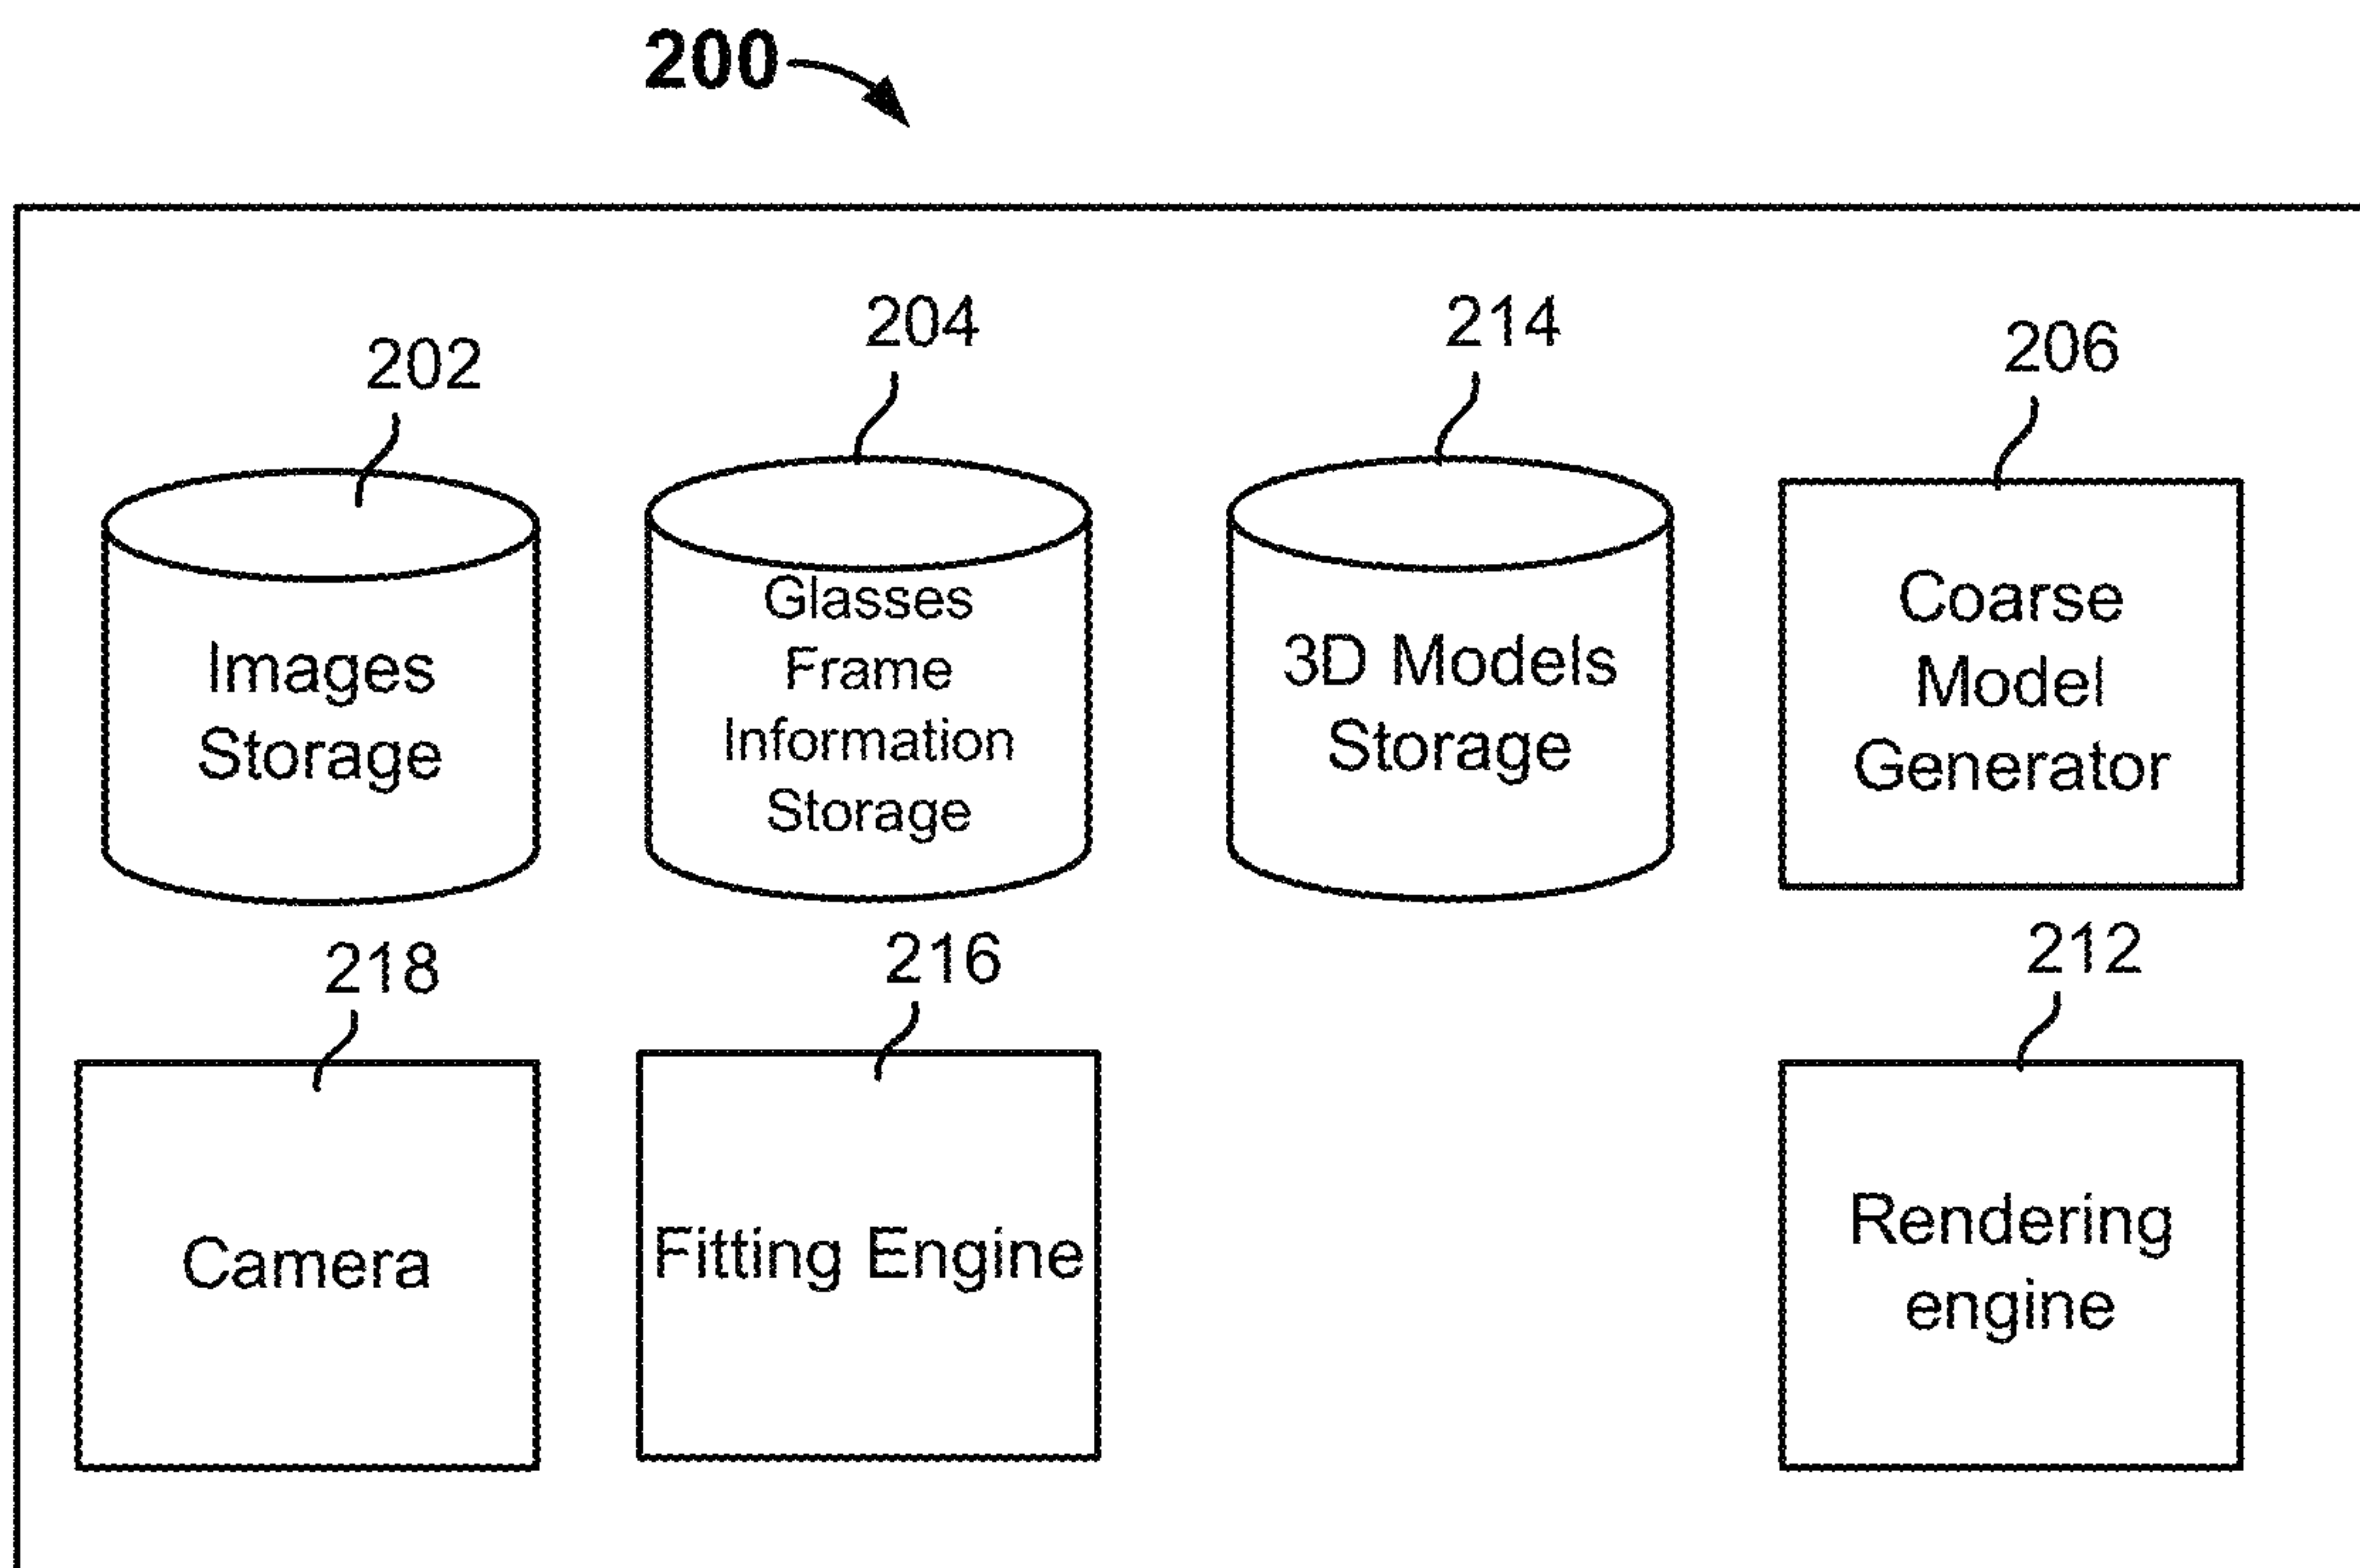 200
202
204
214
206
Images
Storage
Glasses
Frame
Information
Storage
3D Models
Storage
Coarse
Model
Generator
218
216
212
Camera
Fitting Engine
Rendering
engine